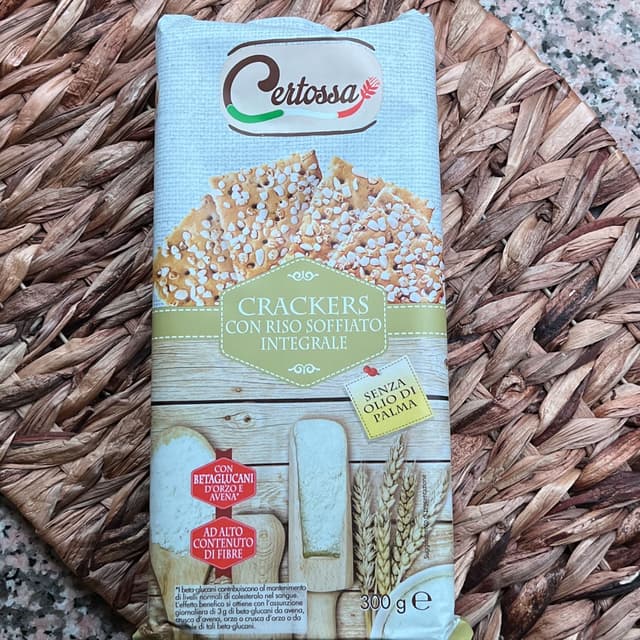 Certossa
CRACKERS
CON RISO SOFFIATO
INTEGRALE
SENZA
OLIO DI
PALMA
CON
BETAGLUCANI
D'ORZO E
AVENA*
AD ALTO
CONTENUTO
DI FIBRE
*I beta-glucani contribuiscono al mantenimento
di livelli normali di colesterolo nel sangue.
L'effetto benefico si ottiene con l'assunzione
giornaliera di 3 g di beta-glucani da avena,
crusca d'avena, orzo o crusca d'orzo o da
di tali beta-glucani.
300 g e